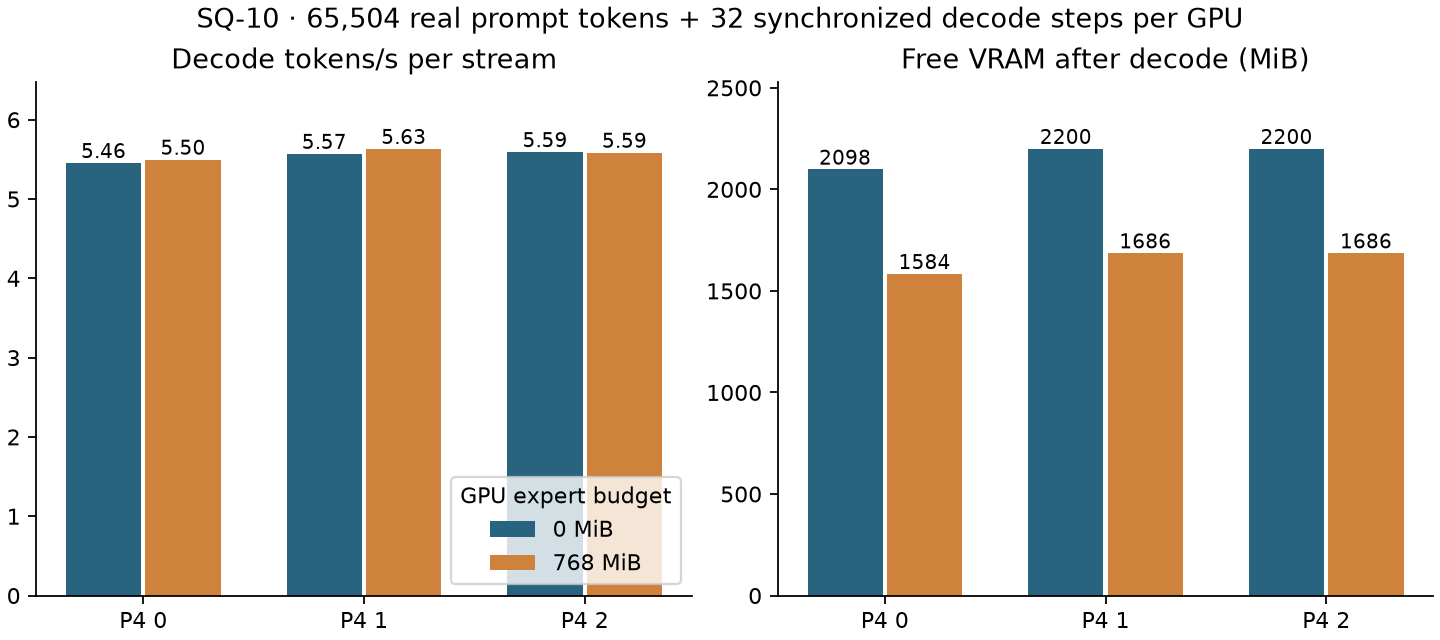 SQ-10 · 65,504 real prompt tokens + 32 synchronized decode steps per GPU
Decode tokens/s per stream
6
5
4
3
2
1
0
5.46
5.50
5.57
5.63
5.59
5.59
GPU expert budget
0 MiB
768 MiB
P4 0
P4 1
P4 2
Free VRAM after decode (MiB)
2500
2000
1500
1000
500
0
2098
1584
2200
1686
2200
1686
P4 0
P4 1
P4 2